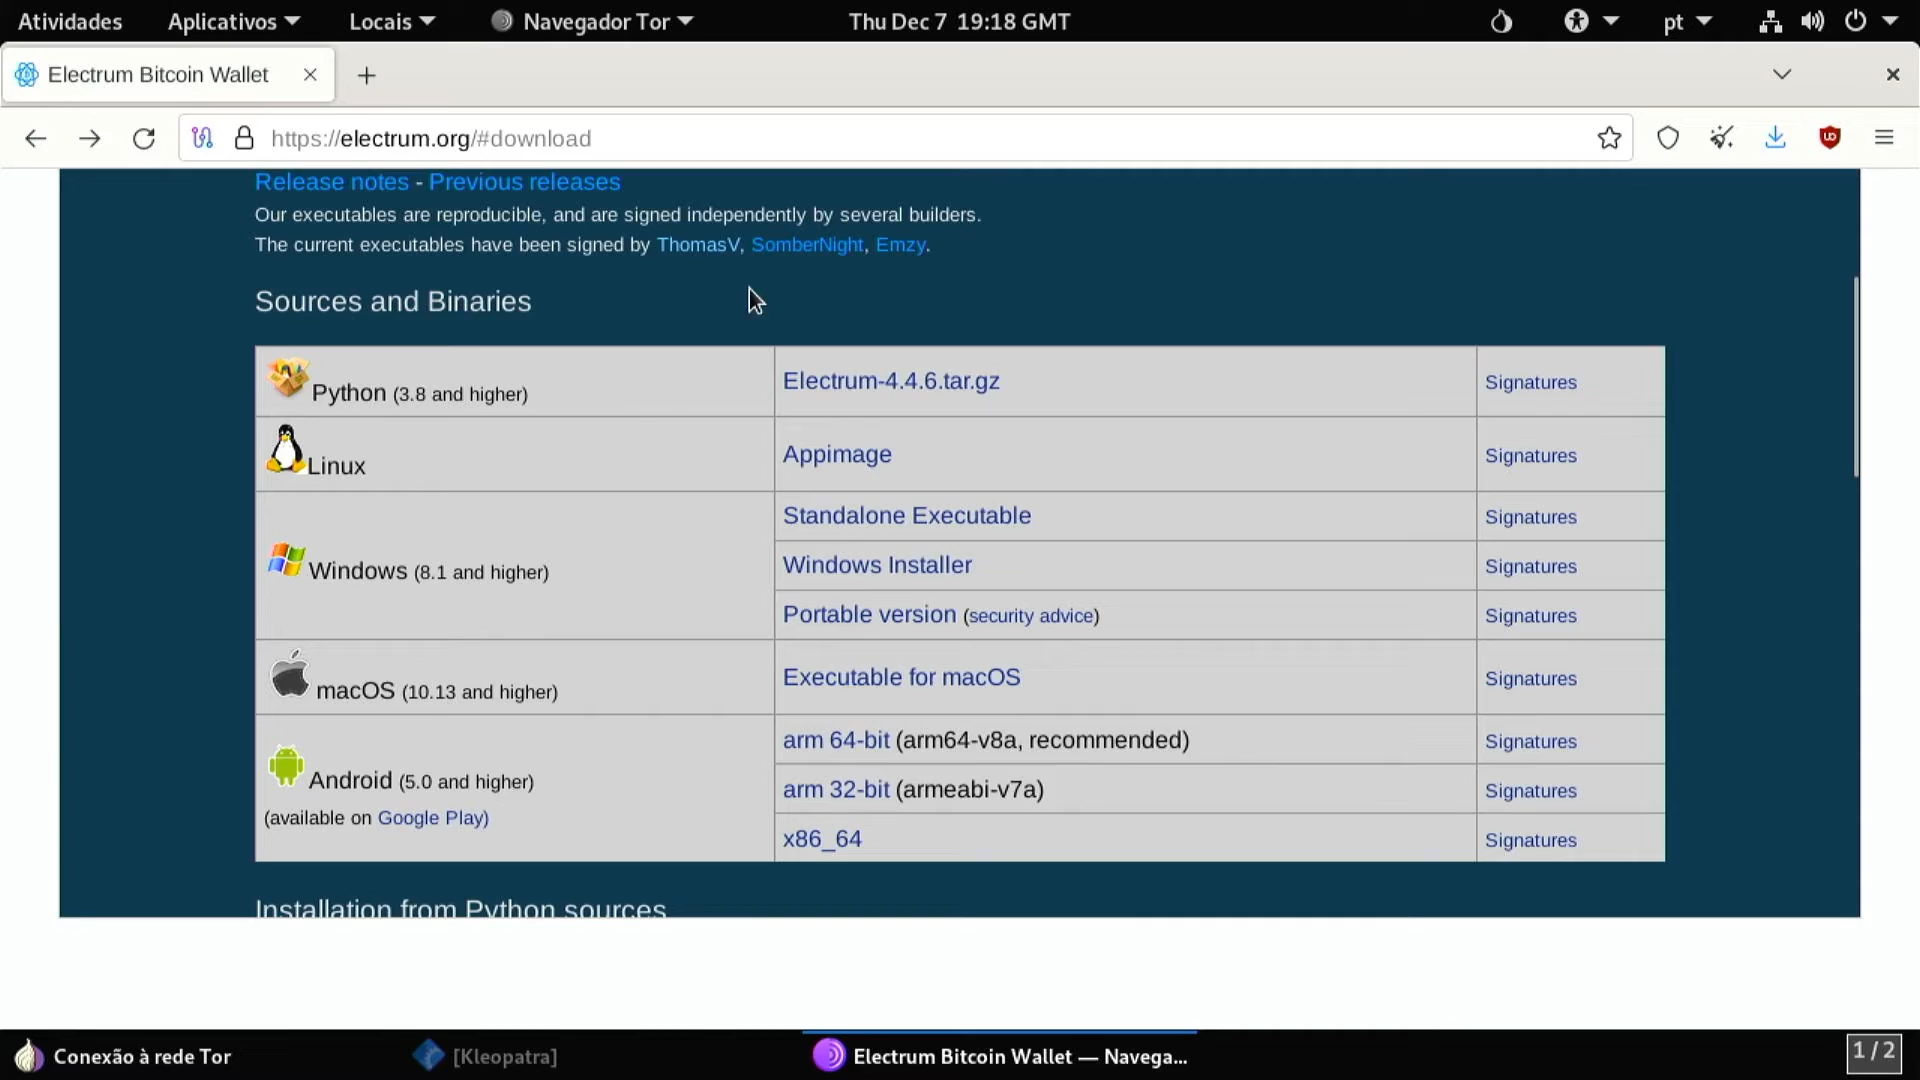 Atividades Aplicativos Locais Navegador Tor Thu Dec 7 19:18 GMT pt
Electrum Bitcoin Wallet
https://electrum.org/#download
Release notes - Previous releases
Our executables are reproducible, and are signed independently by several builders.
The current executables have been signed by ThomasV, SomberNight, Emzy.
Sources and Binaries
Python (3.8 and higher) Electrum-4.4.6.tar.gz Signatures
Linux Appimage Signatures
Standalone Executable Signatures
Windows (8.1 and higher) Windows Installer Signatures
Portable version (security advice) Signatures
macOS (10.13 and higher) Executable for macOS Signatures
arm 64-bit (arm64-v8a, recommended) Signatures
Android (5.0 and higher) arm 32-bit (armeabi-v7a) Signatures
(available on Google Play)
x86_64 Signatures
Installation from Python sources
Conexão à rede Tor [Kleopatra] Electrum Bitcoin Wallet — Navega... 1 / 2